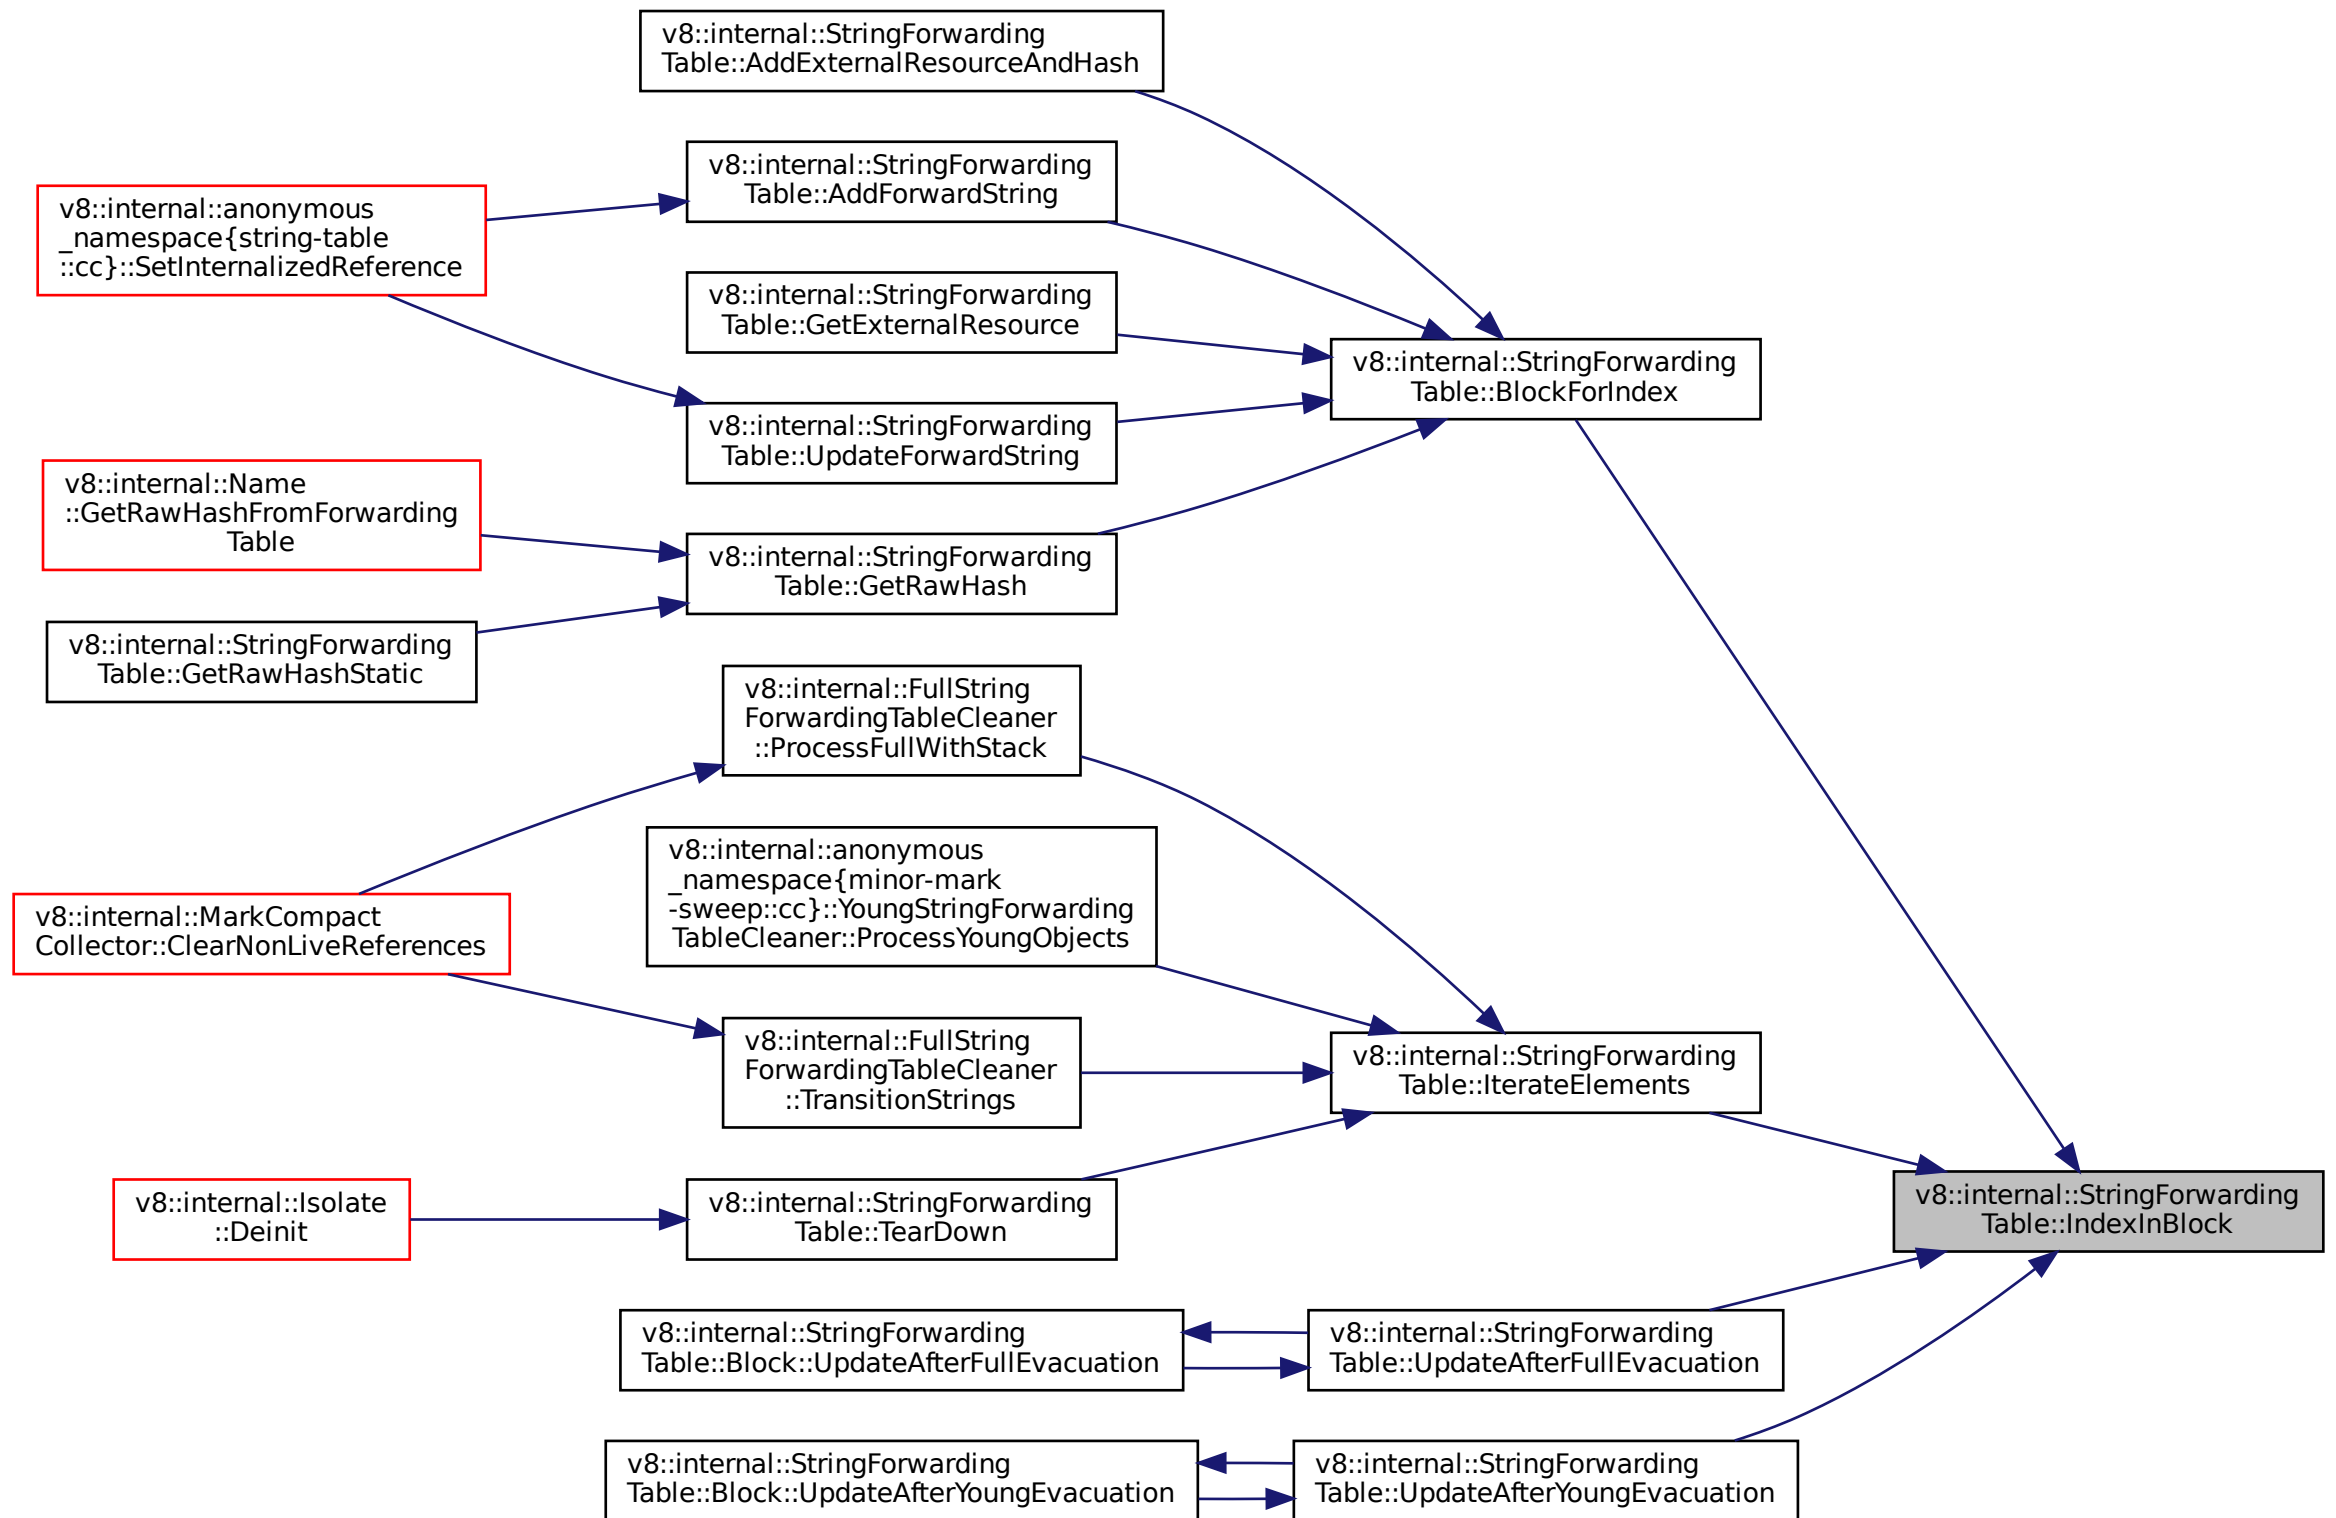 v8::internal::StringForwarding
Table::AddExternalResourceAndHash
v8::internal::StringForwarding
Table::AddForwardString
v8::internal::anonymous
_namespace{string-table
::cc}::SetInternalizedReference
v8::internal::StringForwarding
Table::GetExternalResource
v8::internal::StringForwarding
Table::BlockForIndex
v8::internal::StringForwarding
Table::UpdateForwardString
v8::internal::Name
::GetRawHashFromForwarding
Table
v8::internal::StringForwarding
Table::GetRawHash
v8::internal::StringForwarding
Table::GetRawHashStatic
v8::internal::FullString
ForwardingTableCleaner
::ProcessFullWithStack
v8::internal::anonymous
_namespace{minor-mark
-sweep::cc}::YoungStringForwarding
TableCleaner::ProcessYoungObjects
v8::internal::MarkCompact
Collector::ClearNonLiveReferences
v8::internal::FullString
ForwardingTableCleaner
::TransitionStrings
v8::internal::StringForwarding
Table::IterateElements
v8::internal::Isolate
::Deinit
v8::internal::StringForwarding
Table::TearDown
v8::internal::StringForwarding
Table::IndexInBlock
v8::internal::StringForwarding
Table::Block::UpdateAfterFullEvacuation
v8::internal::StringForwarding
Table::UpdateAfterFullEvacuation
v8::internal::StringForwarding
Table::Block::UpdateAfterYoungEvacuation
v8::internal::StringForwarding
Table::UpdateAfterYoungEvacuation